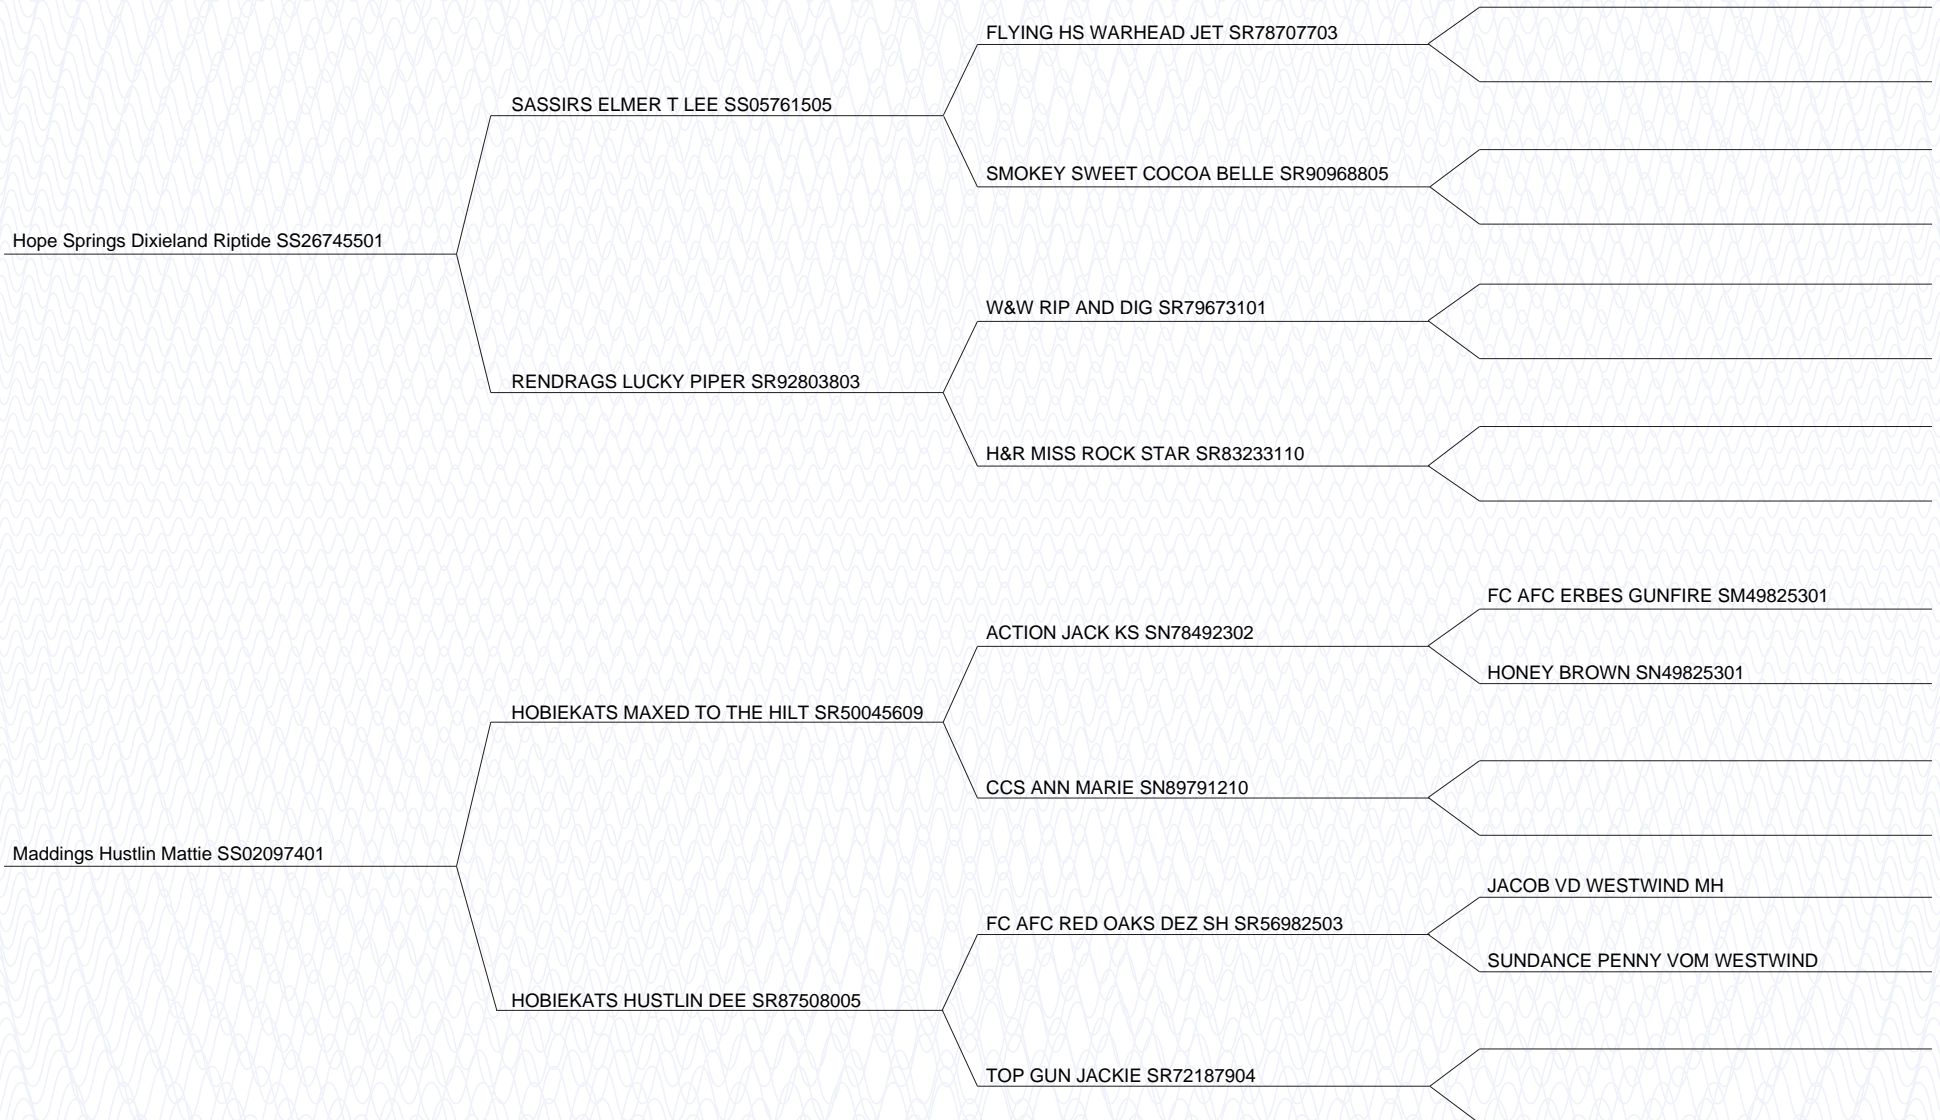 FLYING HS WARHEAD JET SR78707703
SASSIRS ELMER T LEE SS05761505
SMOKEY SWEET COCOA BELLE SR90968805
Hope Springs Dixieland Riptide SS26745501
W&W RIP AND DIG SR79673101
RENDRAGS LUCKY PIPER SR92803803
H&R MISS ROCK STAR SR83233110
FC AFC ERBES GUNFIRE SM49825301
ACTION JACK KS SN78492302
HONEY BROWN SN49825301
HOBIEKATS MAXED TO THE HILT SR50045609
CCS ANN MARIE SN89791210
Maddings Hustlin Mattie SS02097401
JACOB VD WESTWIND MH
FC AFC RED OAKS DEZ SH SR56982503
SUNDANCE PENNY VOM WESTWIND
HOBIEKATS HUSTLIN DEE SR87508005
TOP GUN JACKIE SR72187904